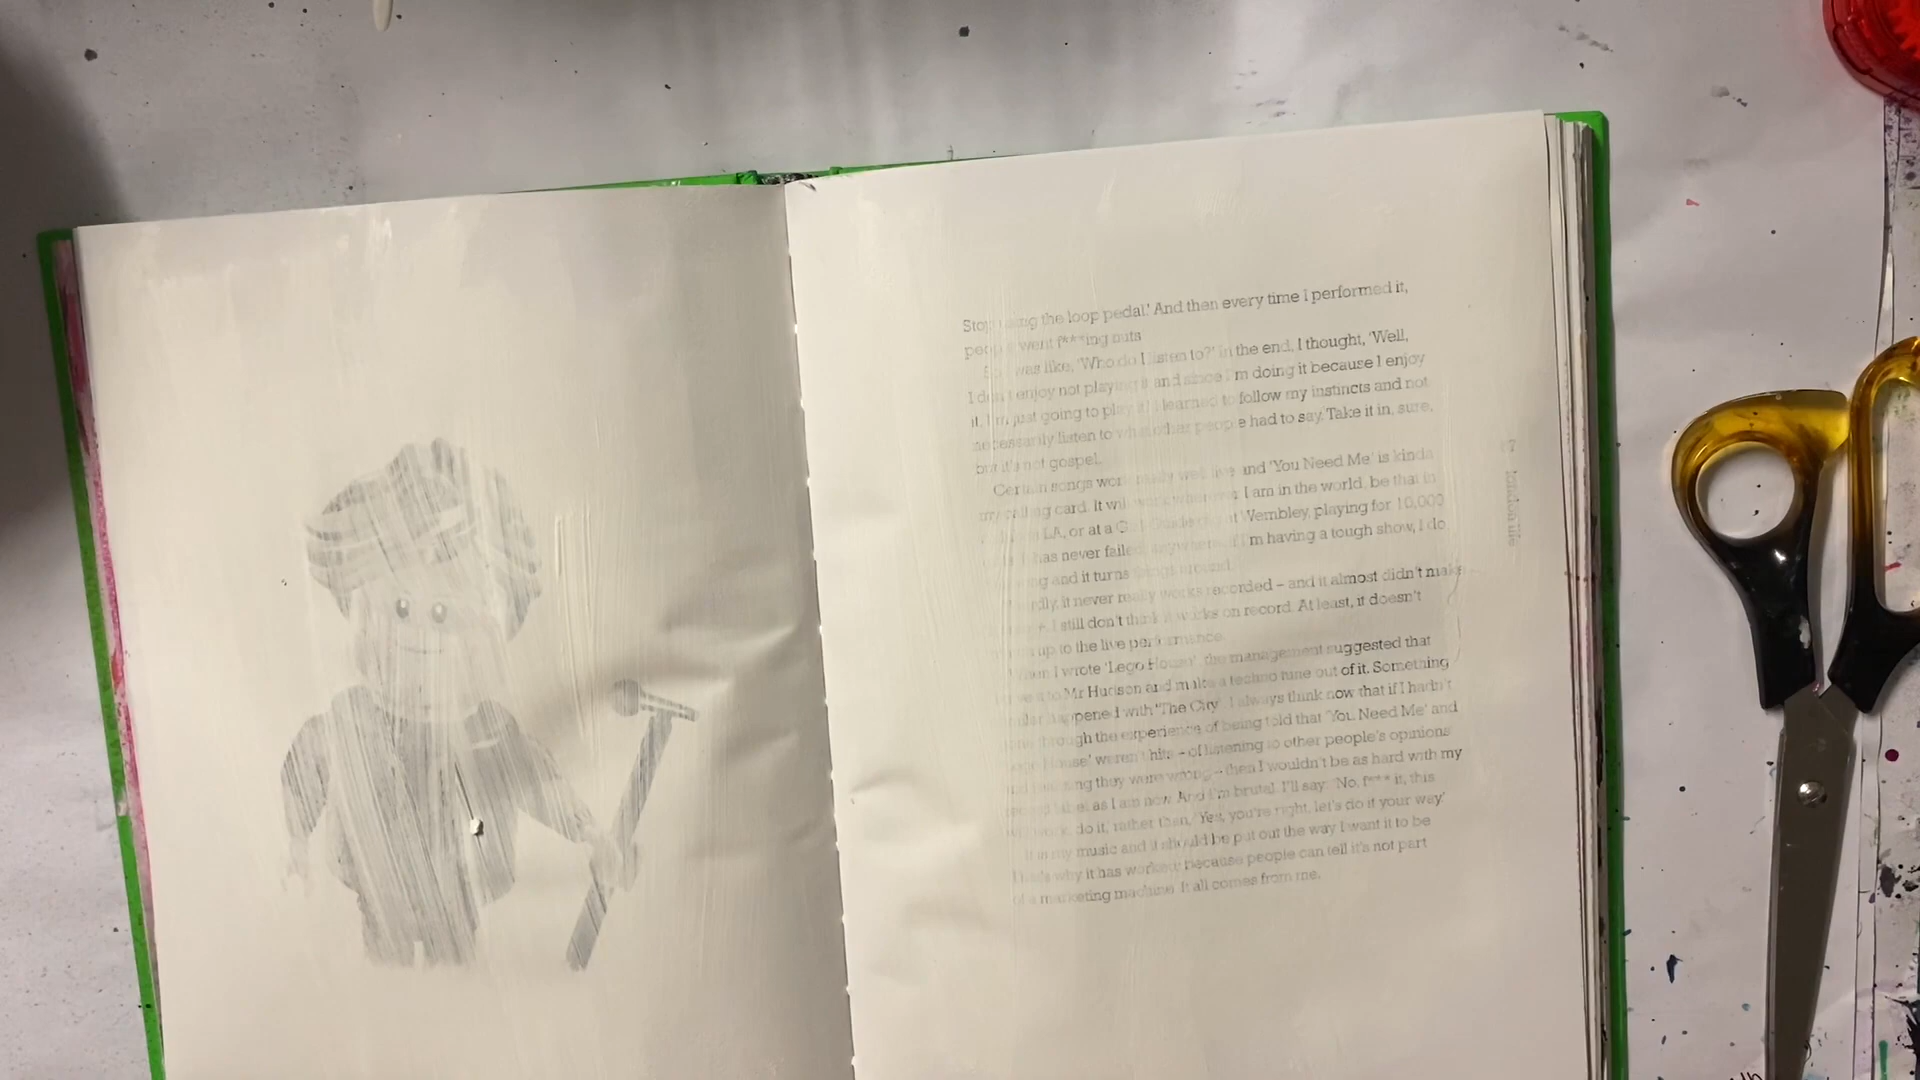 the loop pedal.' And then every time I performed it,
went f***ing nuts
was like, 'Who do I listen to?' in the end, I thought, 'Well,
I don't enjoy not playing it and since I'm doing it because I enjoy
it, I'm just going to play it. I learned to follow my instincts and not
necessarily listen to what other people had to say. Take it in, sure,
but it's not gospel.
Certain songs work really well live and 'You Need Me' is kinda
my calling card. It will work wherever I am in the world, be that in
LA, or at a Wembley, playing for 10,000
has never failed anywhere. If I'm having a tough show, I do
and it turns things around.
it never really works recorded – and it almost didn't make
I still don't think it works on record. At least, it doesn't
up to the live performance.
I wrote 'Lego House', the management suggested that
to Mr Hudson and make a techno tune out of it. Something
happened with 'The City'. I always think now that if I hadn't
through the experience of being told that 'You Need Me' and
House' weren't hits – of listening to other people's opinions
they were wrong – then I wouldn't be as hard with my
as I am now. And I'm brutal. I'll say: 'No, f*** it, this
do it, rather than, 'Yes, you're right, let's do it your way.'
my music and it should be put out the way I want it to be
why it has worked: because people can tell it's not part
of a marketing machine. It all comes from me.
london life